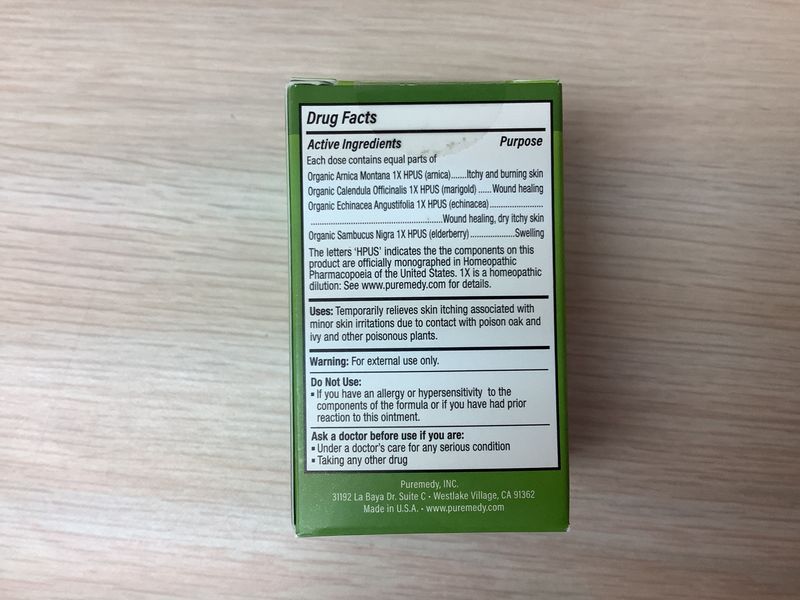 Drug Facts
Active Ingredients Purpose
Each dose contains equal parts of
Organic Arnica Montana 1X HPUS (arnica).......Itchy and burning skin
Organic Calendula Officinalis 1X HPUS (marigold) ......Wound healing
Organic Echinacea Angustifolia 1X HPUS (echinacea)........................
..........................................................Wound healing, dry itchy skin
Organic Sambucus Nigra 1X HPUS (elderberry)....................Swelling
The letters ‘HPUS’ indicates the the components on this
product are officially monographed in Homeopathic
Pharmacopoeia of the United States. 1X is a homeopathic
dilution: See www.puremedy.com for details.
Uses: Temporarily relieves skin itching associated with
minor skin irritations due to contact with poison oak and
ivy and other poisonous plants.
Warning: For external use only.
Do Not Use:
▪ If you have an allergy or hypersensitivity to the
components of the formula or if you have had prior
reaction to this ointment.
Ask a doctor before use if you are:
▪ Under a doctor’s care for any serious condition
▪ Taking any other drug
Puremedy, INC.
31192 La Baya Dr. Suite C • Westlake Village, CA 91362
Made in U.S.A. • www.puremedy.com